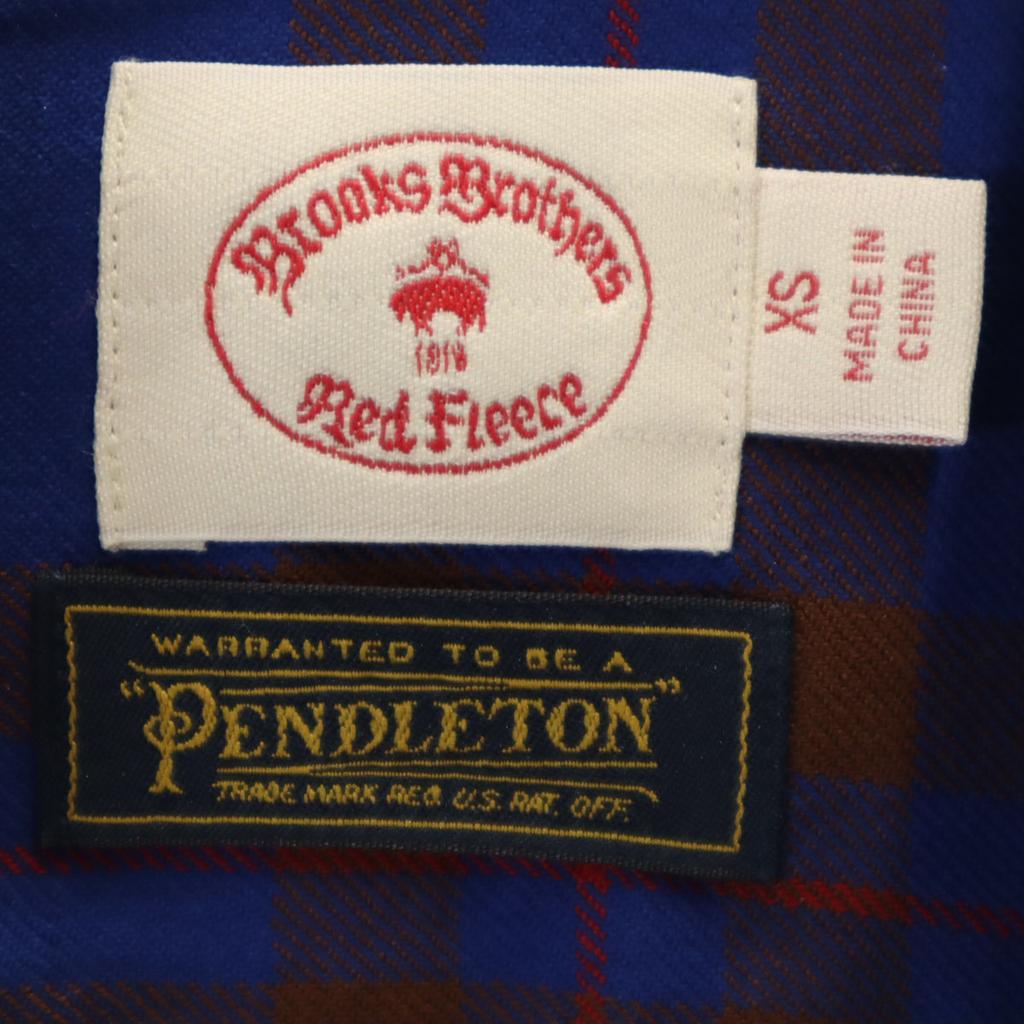 Brooks Brothers
1818
Red Fleece
XS
MADE IN
CHINA
WARRANTED TO BE A
"PENDLETON"
TRADE MARK REG. U.S. PAT. OFF.